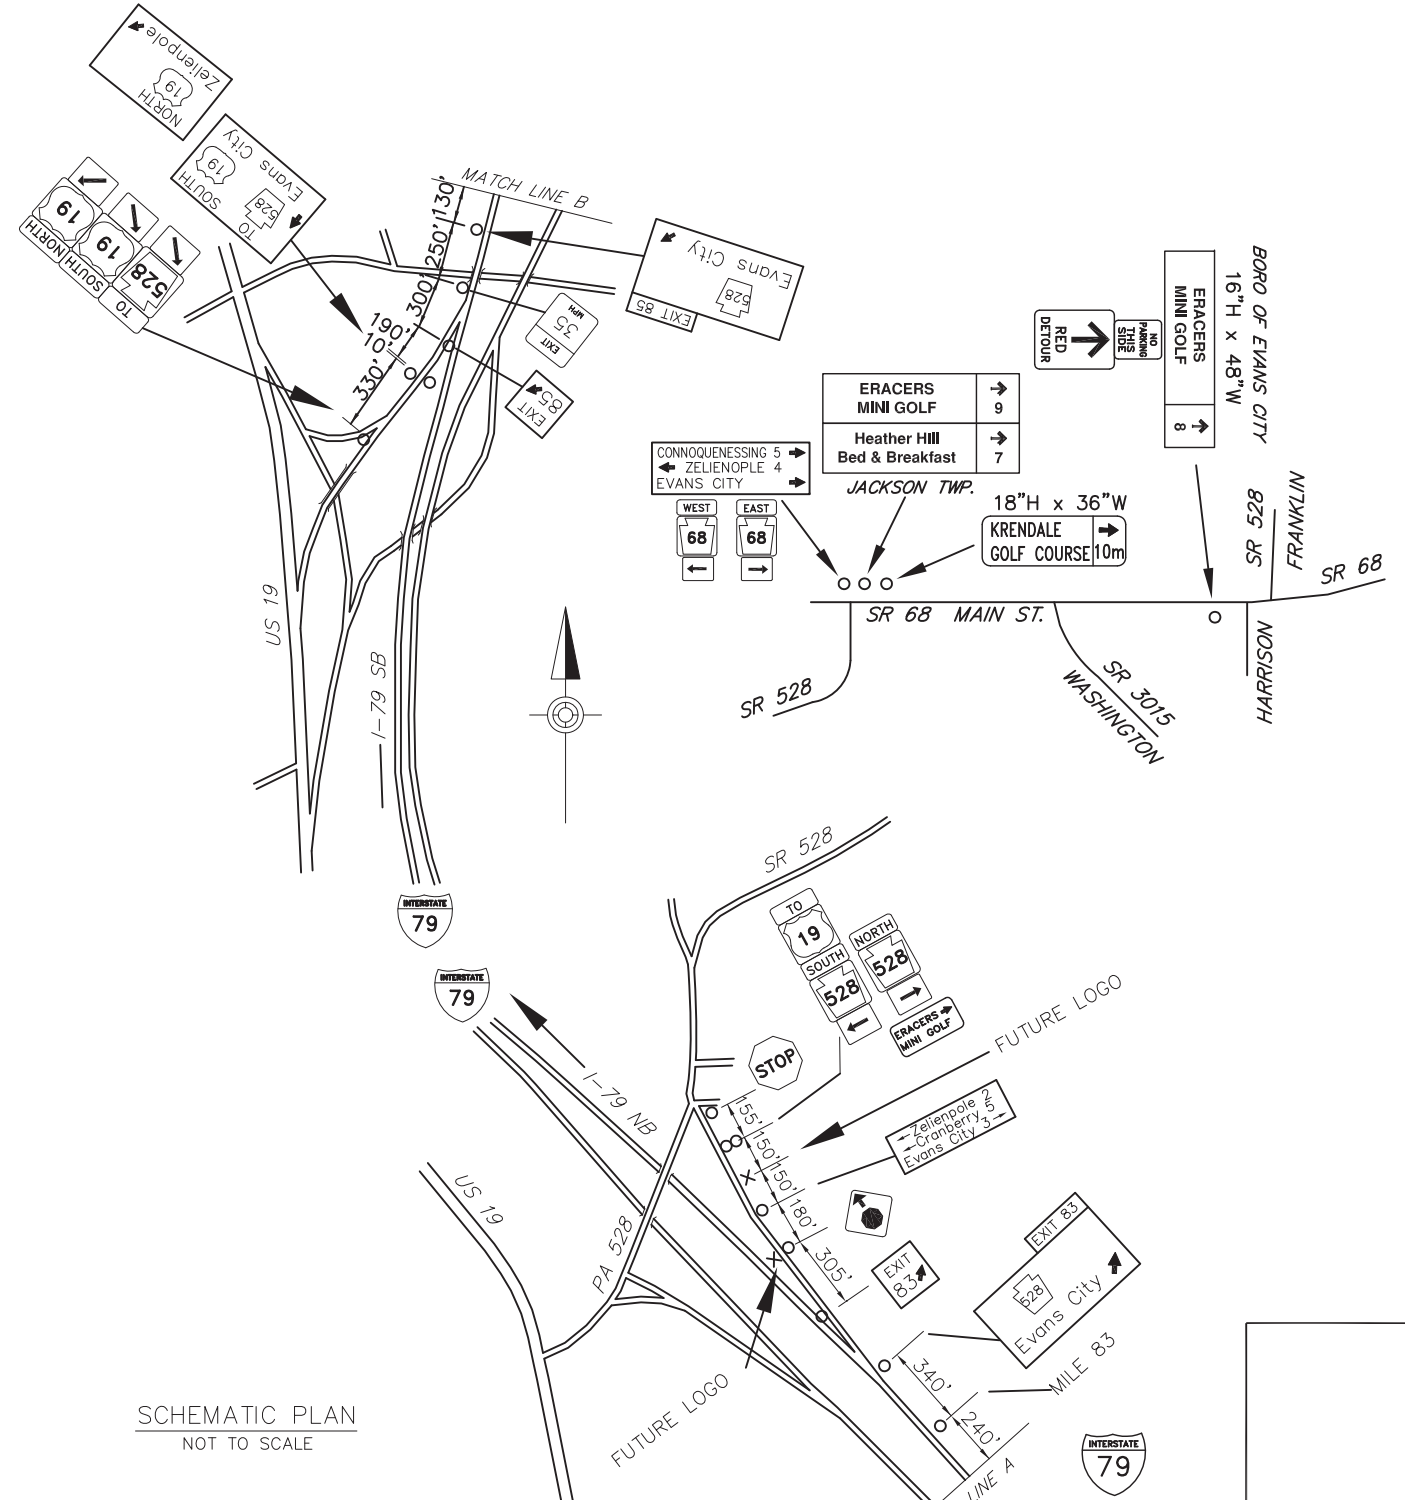 NORTH
19
Zelienpole
TO
SOUTH
528
19
Evans City
NORTH
19
SOUTH
19
TO
528
MATCH LINE B
130'
250'
300'
190'
10'
330'
EXIT 85
528
Evans City
EXIT
35
MPH
EXIT
85
US 19
I-79 SB
INTERSTATE
79
BORO OF EVANS CITY
16"H x 48"W
ERACERS
MINI GOLF
8
NO
PARKING
THIS
SIDE
RED
DETOUR
ERACERS
MINI GOLF
9
Heather Hill
Bed & Breakfast
7
JACKSON TWP.
CONNOQUENESSING 5
ZELIENOPLE 4
EVANS CITY
WEST
68
EAST
68
18"H x 36"W
KRENDALE
GOLF COURSE 10m
SR 528
FRANKLIN
SR 68
SR 68 MAIN ST.
SR 528
SR 3015
WASHINGTON
HARRISON
SR 528
TO
19
SOUTH
528
NORTH
528
ERACERS
MINI GOLF
FUTURE LOGO
STOP
INTERSTATE
79
I-79 NB
155'
150'
150'
180'
305'
Zelienpole 2
Cranberry 5
Evans City 3
EXIT
83
EXIT 83
528
Evans City
US 19
PA 528
FUTURE LOGO
340'
240'
MILE 83
LINE A
INTERSTATE
79
SCHEMATIC PLAN
NOT TO SCALE